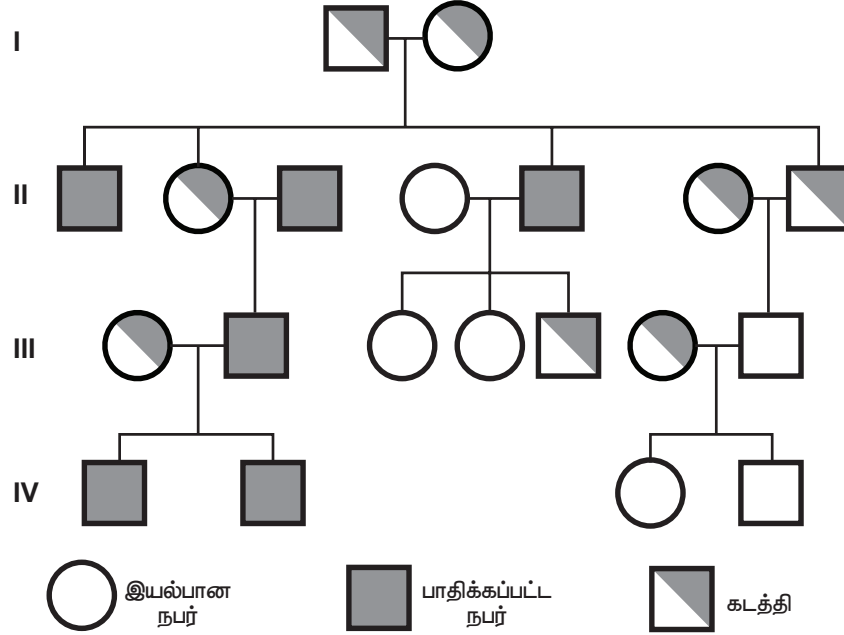 I
II
III
IV
இயல்பான
நபர்
பாதிக்கப்பட்ட
நபர்
கடத்தி